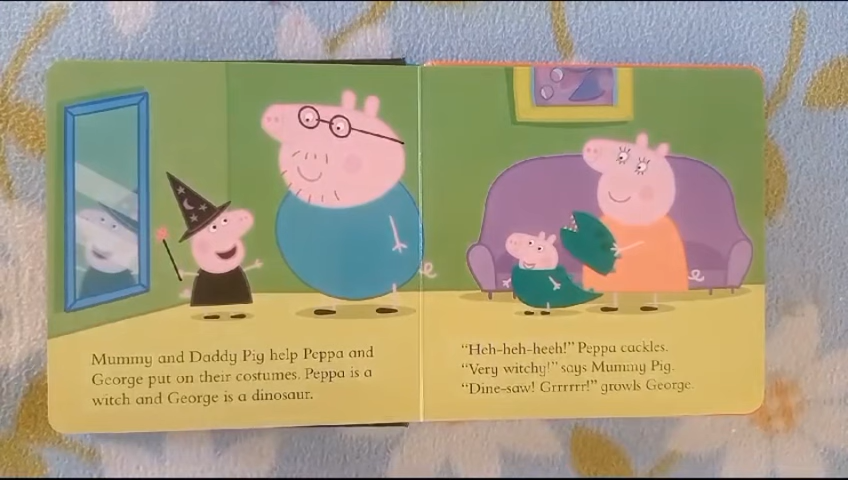 Mummy and Daddy Pig help Peppa and
George put on their costumes. Peppa is a
witch and George is a dinosaur.
“Heh-heh-heeh!” Peppa cackles.
“Very witchy!” says Mummy Pig.
“Dine-saw! Grrrrrr!” growls George.